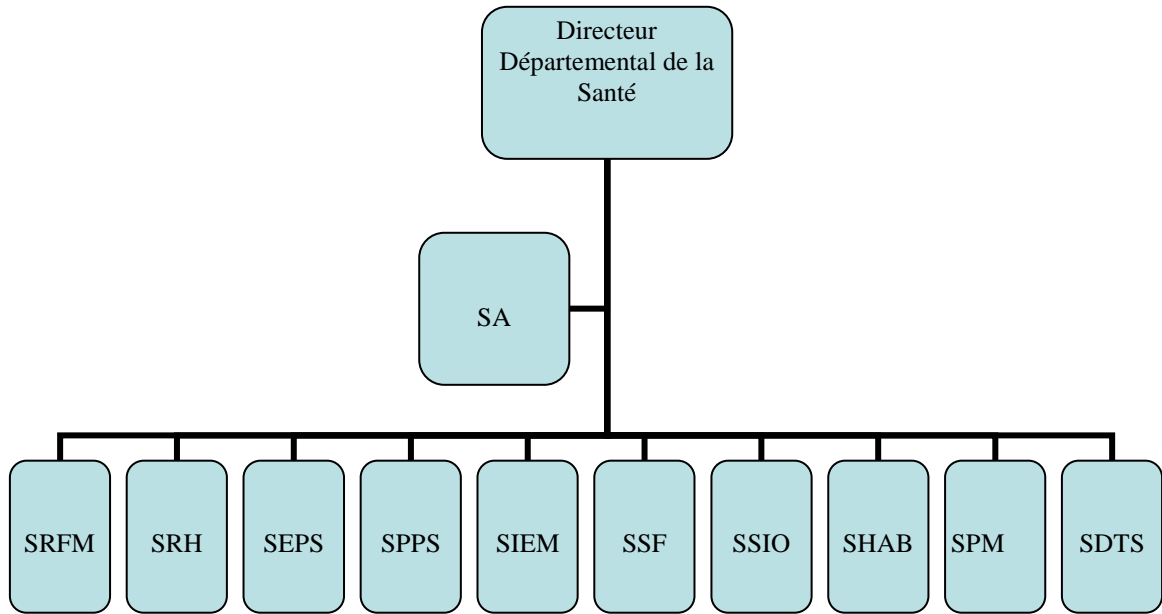 Directeur
Départemental de la
Santé
SA
SRFM
SRH
SEPS
SPPS
SIEM
SSF
SSIO
SHAB
SPM
SDTS